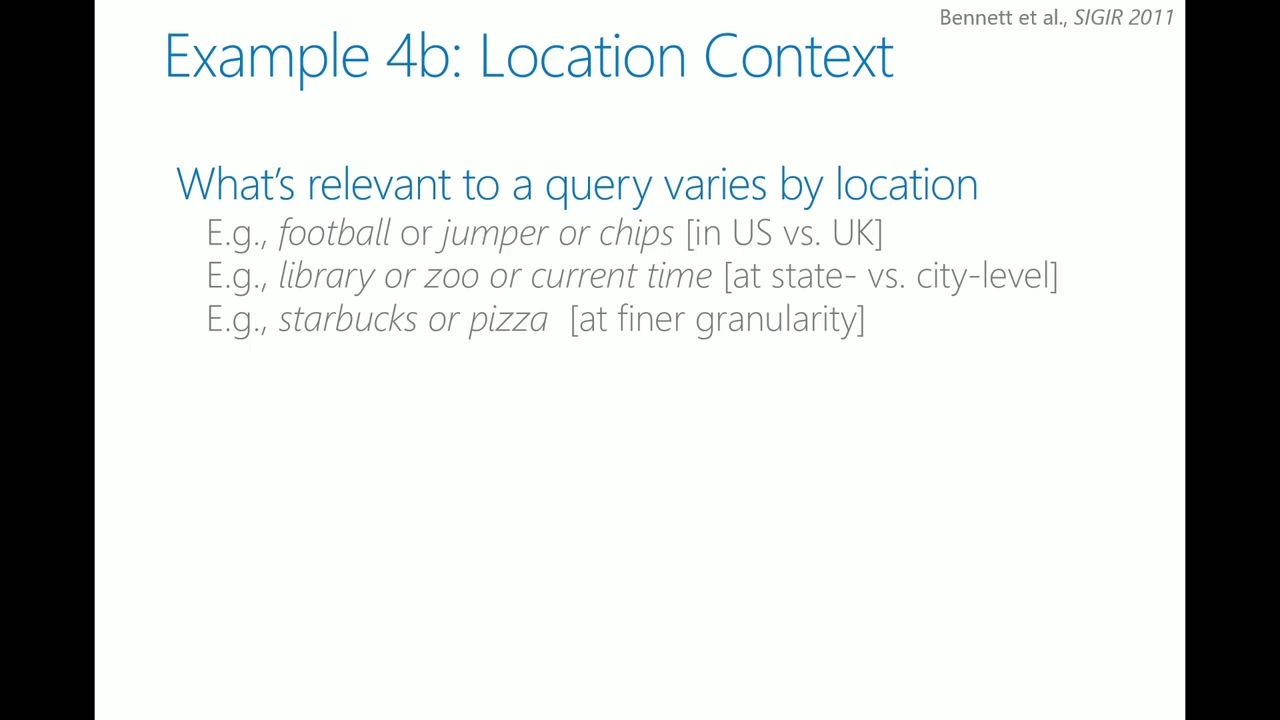 Bennett et al., SIGIR 2011
Example 4b: Location Context
What's relevant to a query varies by location
E.g., football or jumper or chips [in US vs. UK]
E.g., library or zoo or current time [at state- vs. city-level]
E.g., starbucks or pizza [at finer granularity]